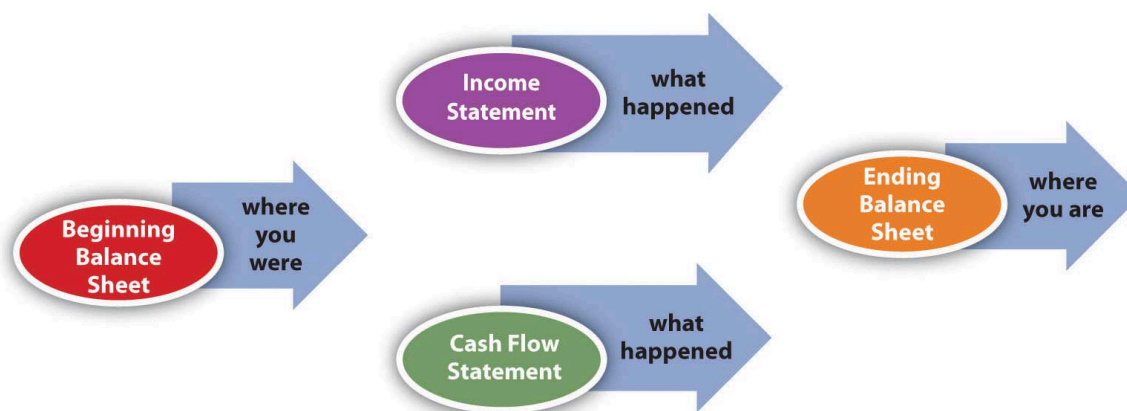 Beginning
Balance
Sheet
where
you
were
Income
Statement
what
happened
Cash Flow
Statement
what
happened
Ending
Balance
Sheet
where
you are